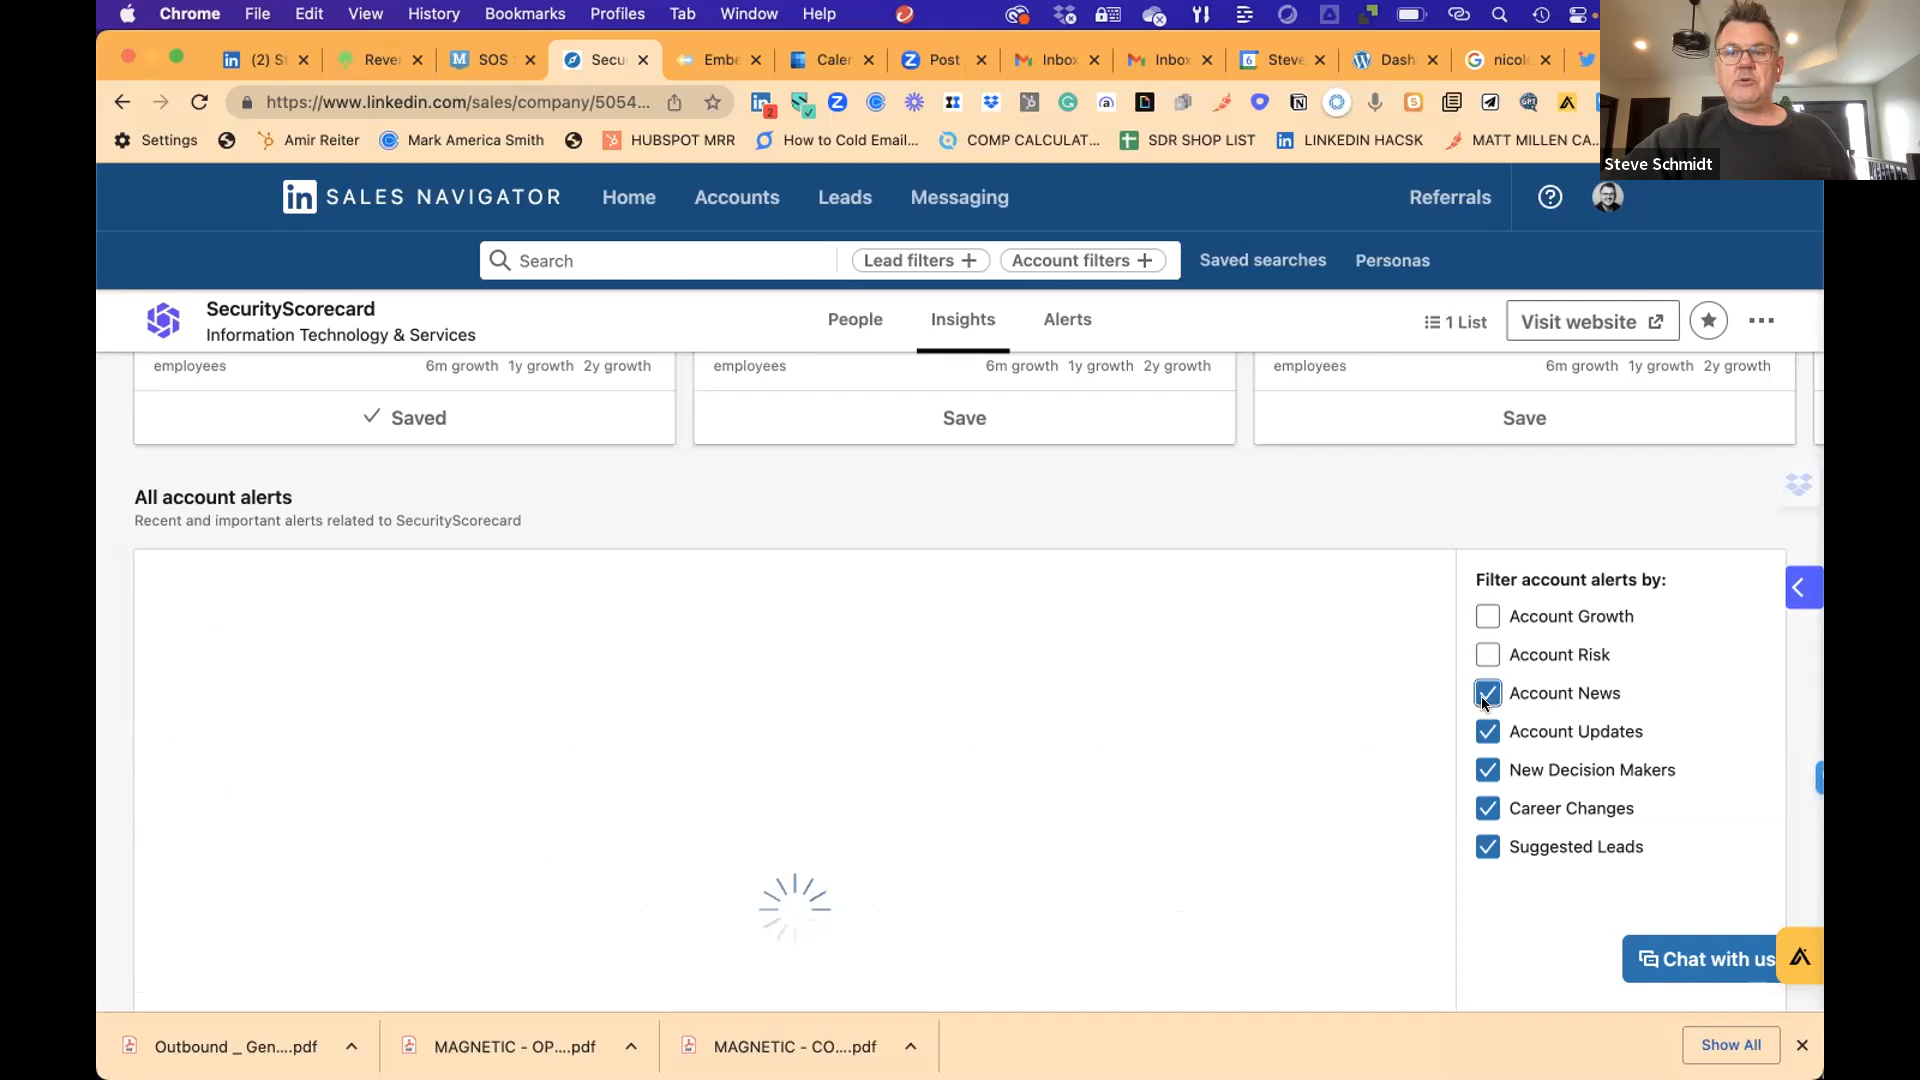 Chrome File Edit View History Bookmarks Profiles Tab Window Help
(2) St Rever SOS Secu Embe Caler Post Inbox Inbox Steve Dash nicol
https://www.linkedin.com/sales/company/5054...
Settings Amir Reiter Mark America Smith HUBSPOT MRR How to Cold Email... COMP CALCULAT... SDR SHOP LIST LINKEDIN HACSK MATT MILLEN CA...
Steve Schmidt
in SALES NAVIGATOR Home Accounts Leads Messaging Referrals
Search Lead filters + Account filters + Saved searches Personas
SecurityScorecard
Information Technology & Services
People Insights Alerts
1 List Visit website
employees 6m growth 1y growth 2y growth employees 6m growth 1y growth 2y growth employees 6m growth 1y growth 2y growth
Saved Save Save
All account alerts
Recent and important alerts related to SecurityScorecard
Filter account alerts by:
Account Growth
Account Risk
Account News
Account Updates
New Decision Makers
Career Changes
Suggested Leads
Chat with us
Outbound _ Gen....pdf MAGNETIC - OP....pdf MAGNETIC - CO....pdf Show All